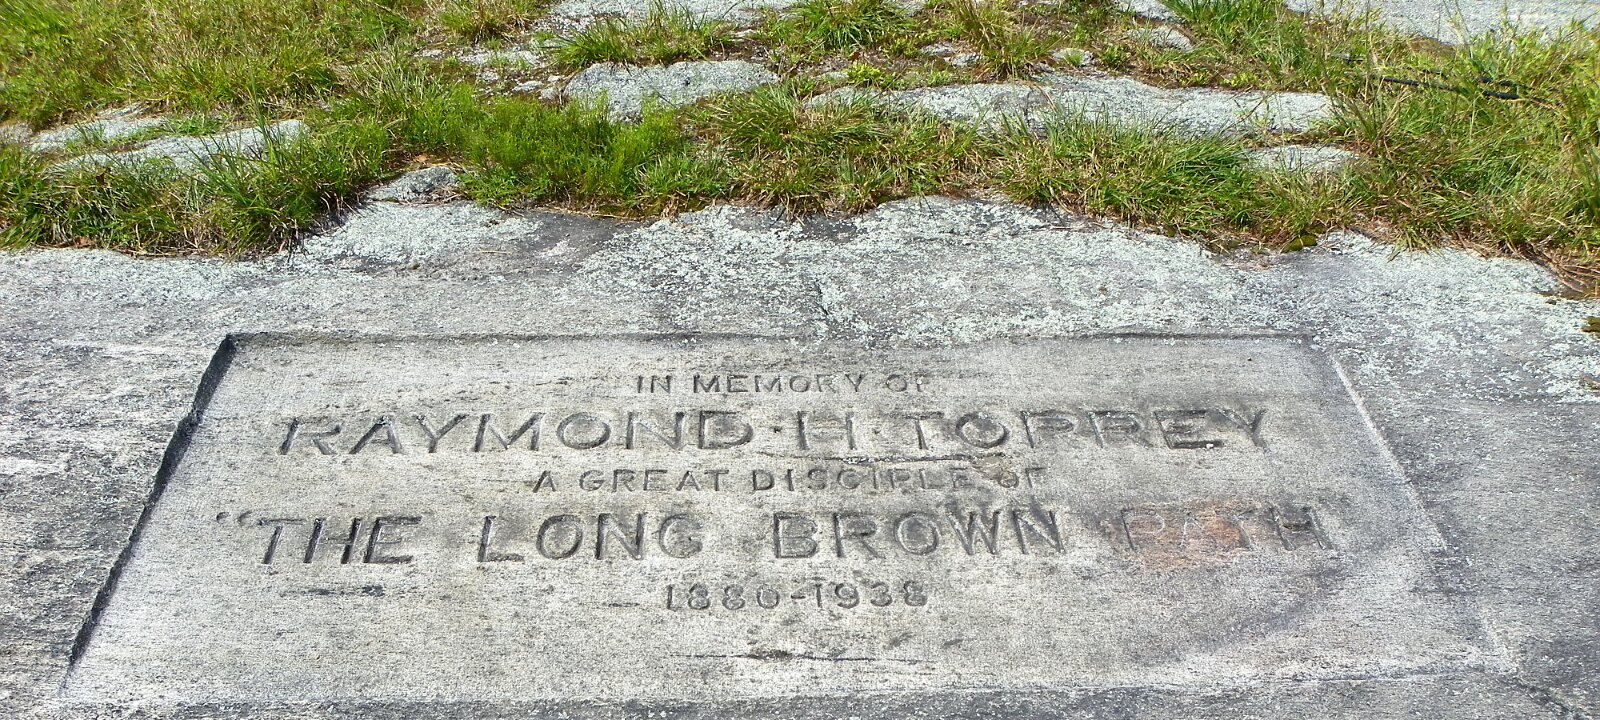 IN MEMORY OF
RAYMOND·H·TORREY
A GREAT DISCIPLE OF
"THE LONG BROWN PATH"
1880-1938